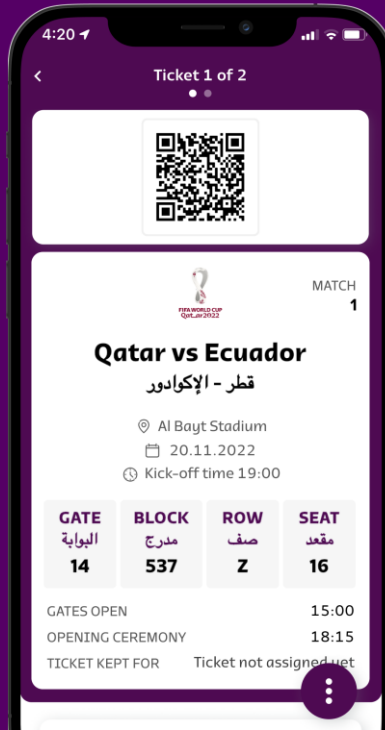 4:20
Ticket 1 of 2
FIFA WORLD CUP
Qatar2022
MATCH
1
Qatar vs Ecuador
قطر - الإكوادور
Al Bayt Stadium
20.11.2022
Kick-off time 19:00
GATE BLOCK ROW SEAT
البوابة مدرج صف مقعد
14 537 Z 16
GATES OPEN 15:00
OPENING CEREMONY 18:15
TICKET KEPT FOR Ticket not assigned yet